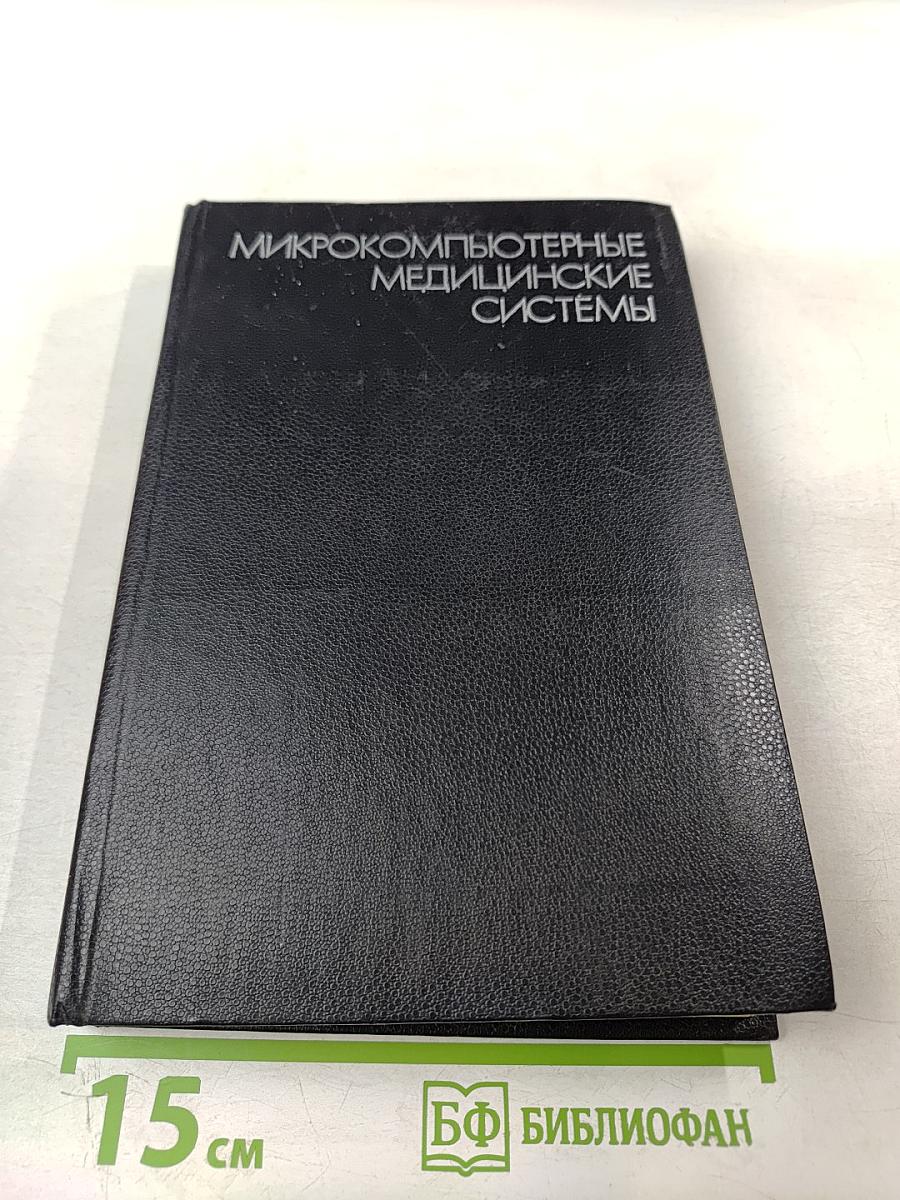 МИКРОКОМПЬЮТЕРНЫЕ
МЕДИЦИНСКИЕ
СИСТЕМЫ
15 см
БФ БИБЛИОФАН